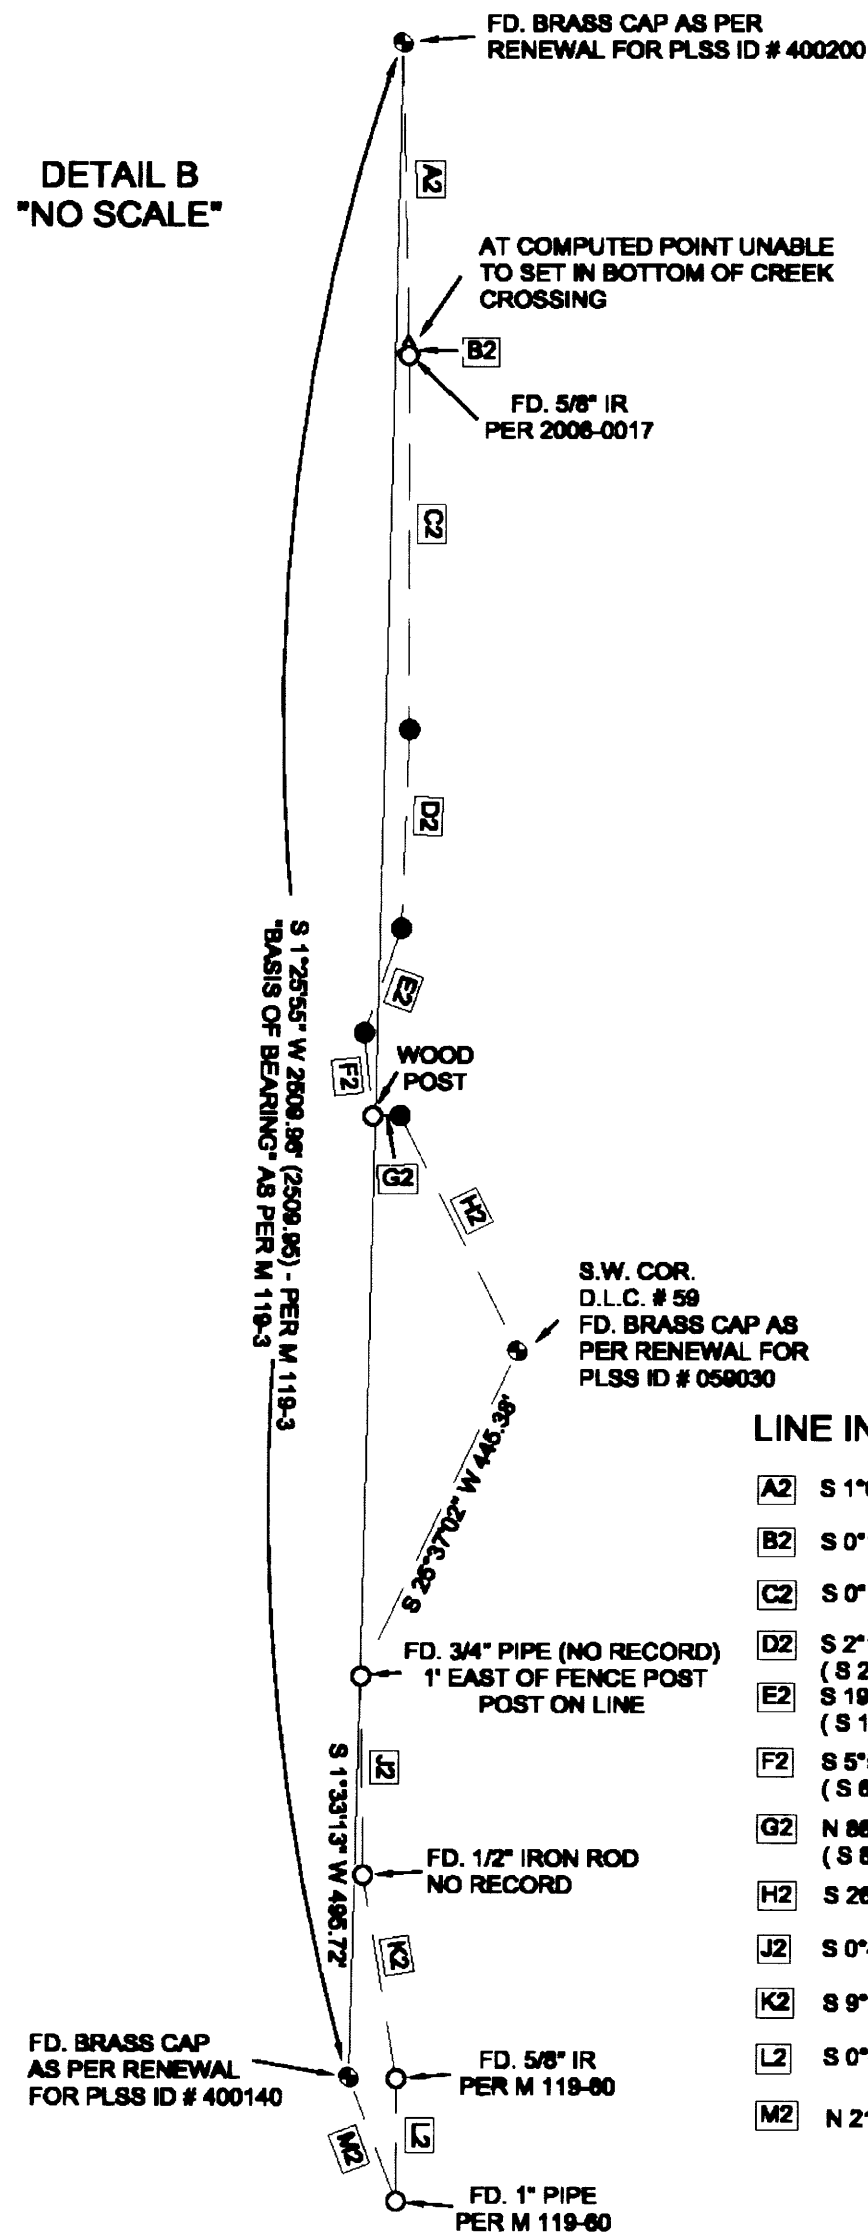 FD. BRASS CAP AS PER
RENEWAL FOR PLSS ID # 400200
DETAIL B
"NO SCALE"
A2
AT COMPUTED POINT UNABLE
TO SET IN BOTTOM OF CREEK
CROSSING
B2
FD. 5/8" IR
PER 2006-0017
C2
D2
E2
F2
WOOD
POST
G2
H2
S 1°25'55" W 2509.96' (2509.95) - PER M 119-3
"BASIS OF BEARING" AS PER M 119-3
S.W. COR.
D.L.C. # 59
FD. BRASS CAP AS
PER RENEWAL FOR
PLSS ID # 059030
S 25°37'02" W 445.38'
FD. 3/4" PIPE (NO RECORD)
1' EAST OF FENCE POST
POST ON LINE
J2
S 1°33'13" W 495.72'
FD. 1/2" IRON ROD
NO RECORD
K2
FD. BRASS CAP
AS PER RENEWAL
FOR PLSS ID # 400140
FD. 5/8" IR
PER M 119-60
L2
M2
FD. 1" PIPE
PER M 119-60
LINE
A2 S
B2 S 0°
C2 S 0°
D2 S 2°
( S 2
E2 S 19
( S 1
F2 S 5°
( S 6
G2 N 88
( S 8
H2 S 26
J2 S 0°
K2 S 9°
L2 S 0°
M2 N 21